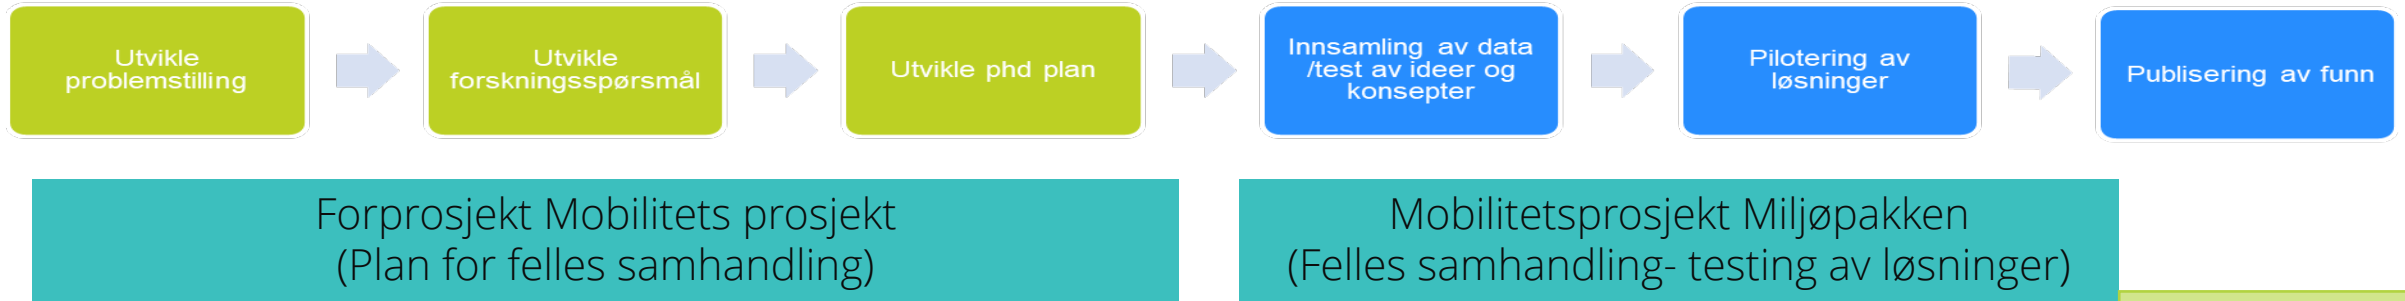 Utvikle
problemstilling
Utvikle
forskningsspørsmål
Utvikle phd plan
Innsamling av data
/test av ideer og
konsepter
Pilotering av
løsninger
Publisering av funn
Forprosjekt Mobilitets prosjekt
(Plan for felles samhandling)
Mobilitetsprosjekt Miljøpakken
(Felles samhandling- testing av løsninger)